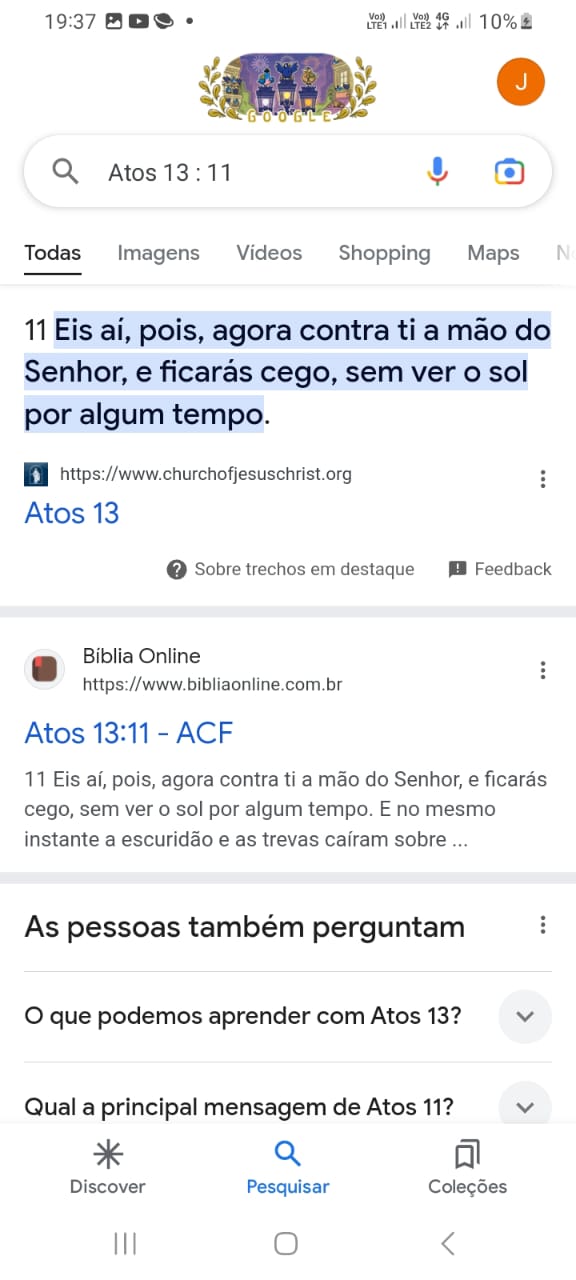 19:37 Vo) LTE1 Vo) LTE2 4G 10%
GOOGLE
J
Atos 13 : 11
Todas Imagens Vídeos Shopping Maps N
11 Eis aí, pois, agora contra ti a mão do
Senhor, e ficarás cego, sem ver o sol
por algum tempo.
https://www.churchofjesuschrist.org
Atos 13
Sobre trechos em destaque Feedback
Bíblia Online
https://www.bibliaonline.com.br
Atos 13:11 - ACF
11 Eis aí, pois, agora contra ti a mão do Senhor, e ficarás
cego, sem ver o sol por algum tempo. E no mesmo
instante a escuridão e as trevas caíram sobre ...
As pessoas também perguntam
O que podemos aprender com Atos 13?
Qual a principal mensagem de Atos 11?
Discover Pesquisar Coleções